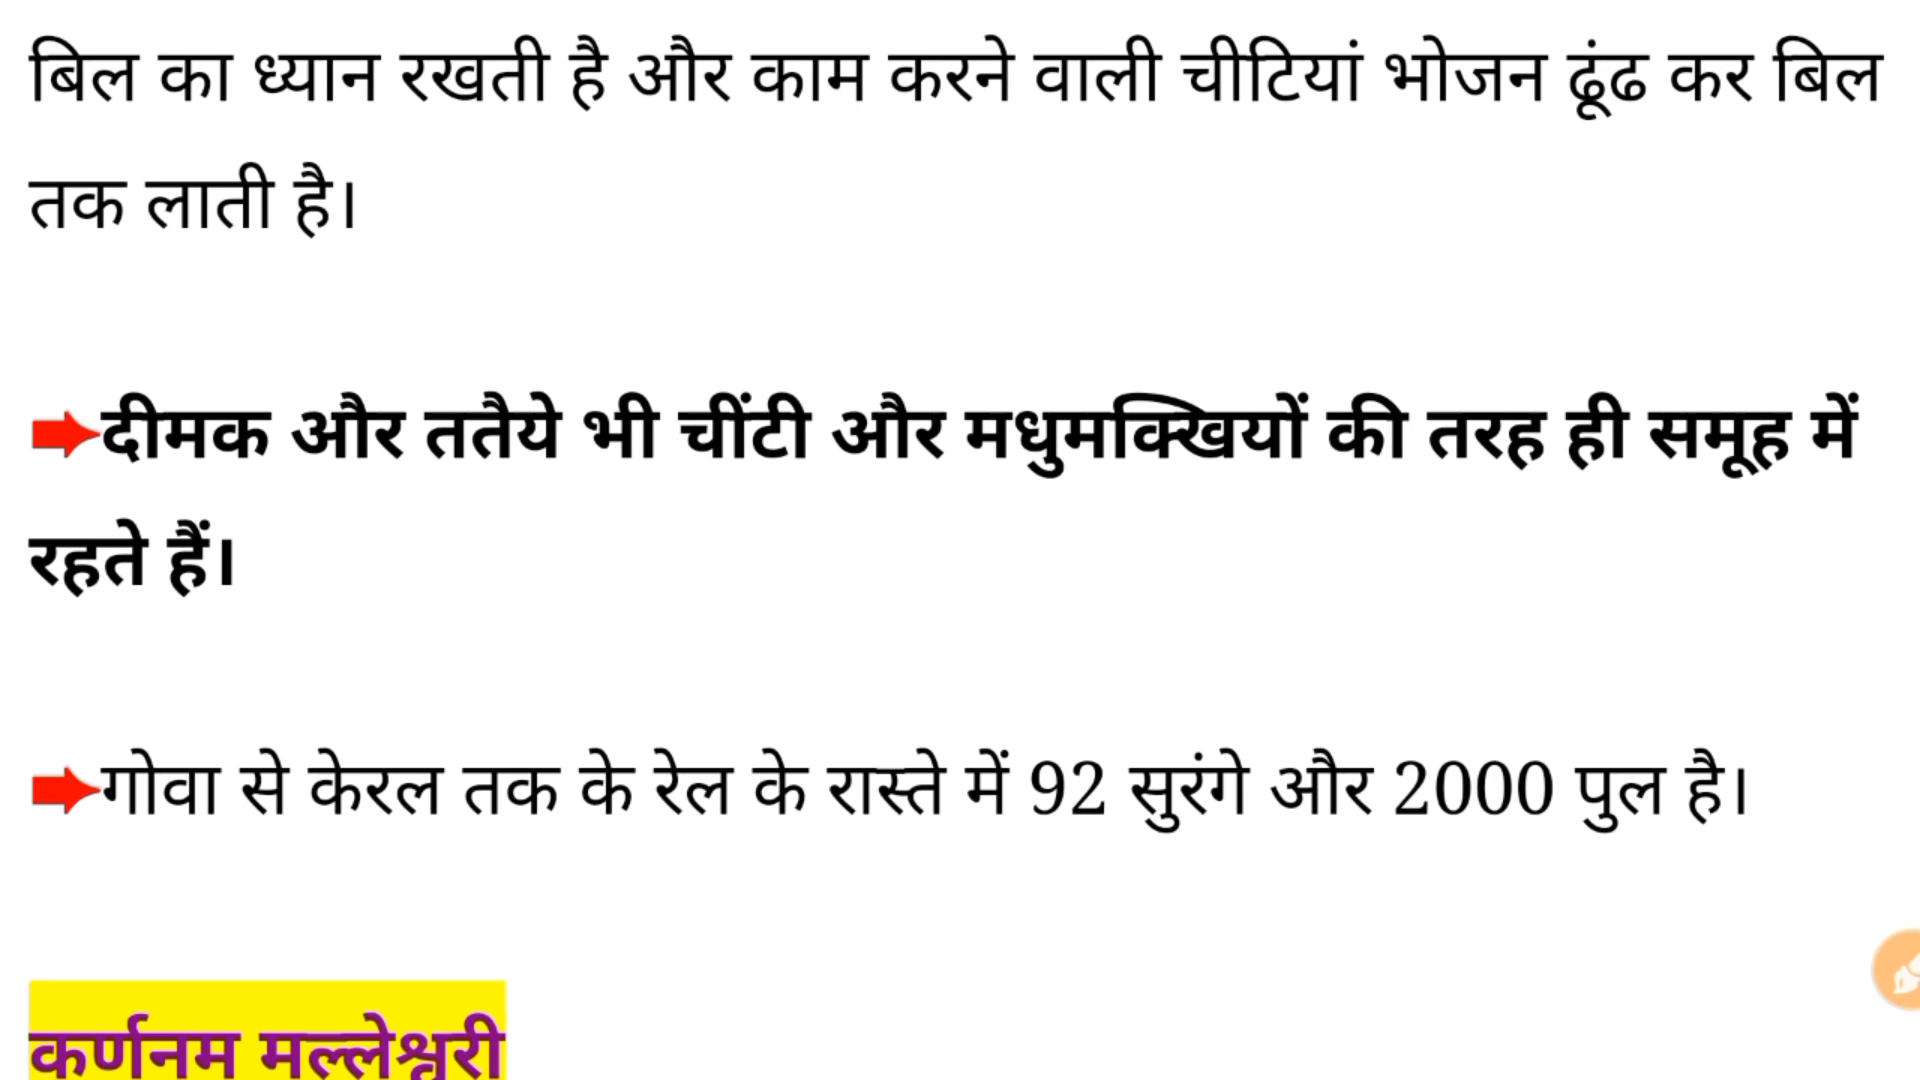 बिल का ध्यान रखती है और काम करने वाली चीटियां भोजन ढूंढ कर बिल
तक लाती है।
दीमक और ततैये भी चींटी और मधुमक्खियों की तरह ही समूह में
रहते हैं।
गोवा से केरल तक के रेल के रास्ते में 92 सुरंगे और 2000 पुल है।
कर्णनम मल्लेश्वरी